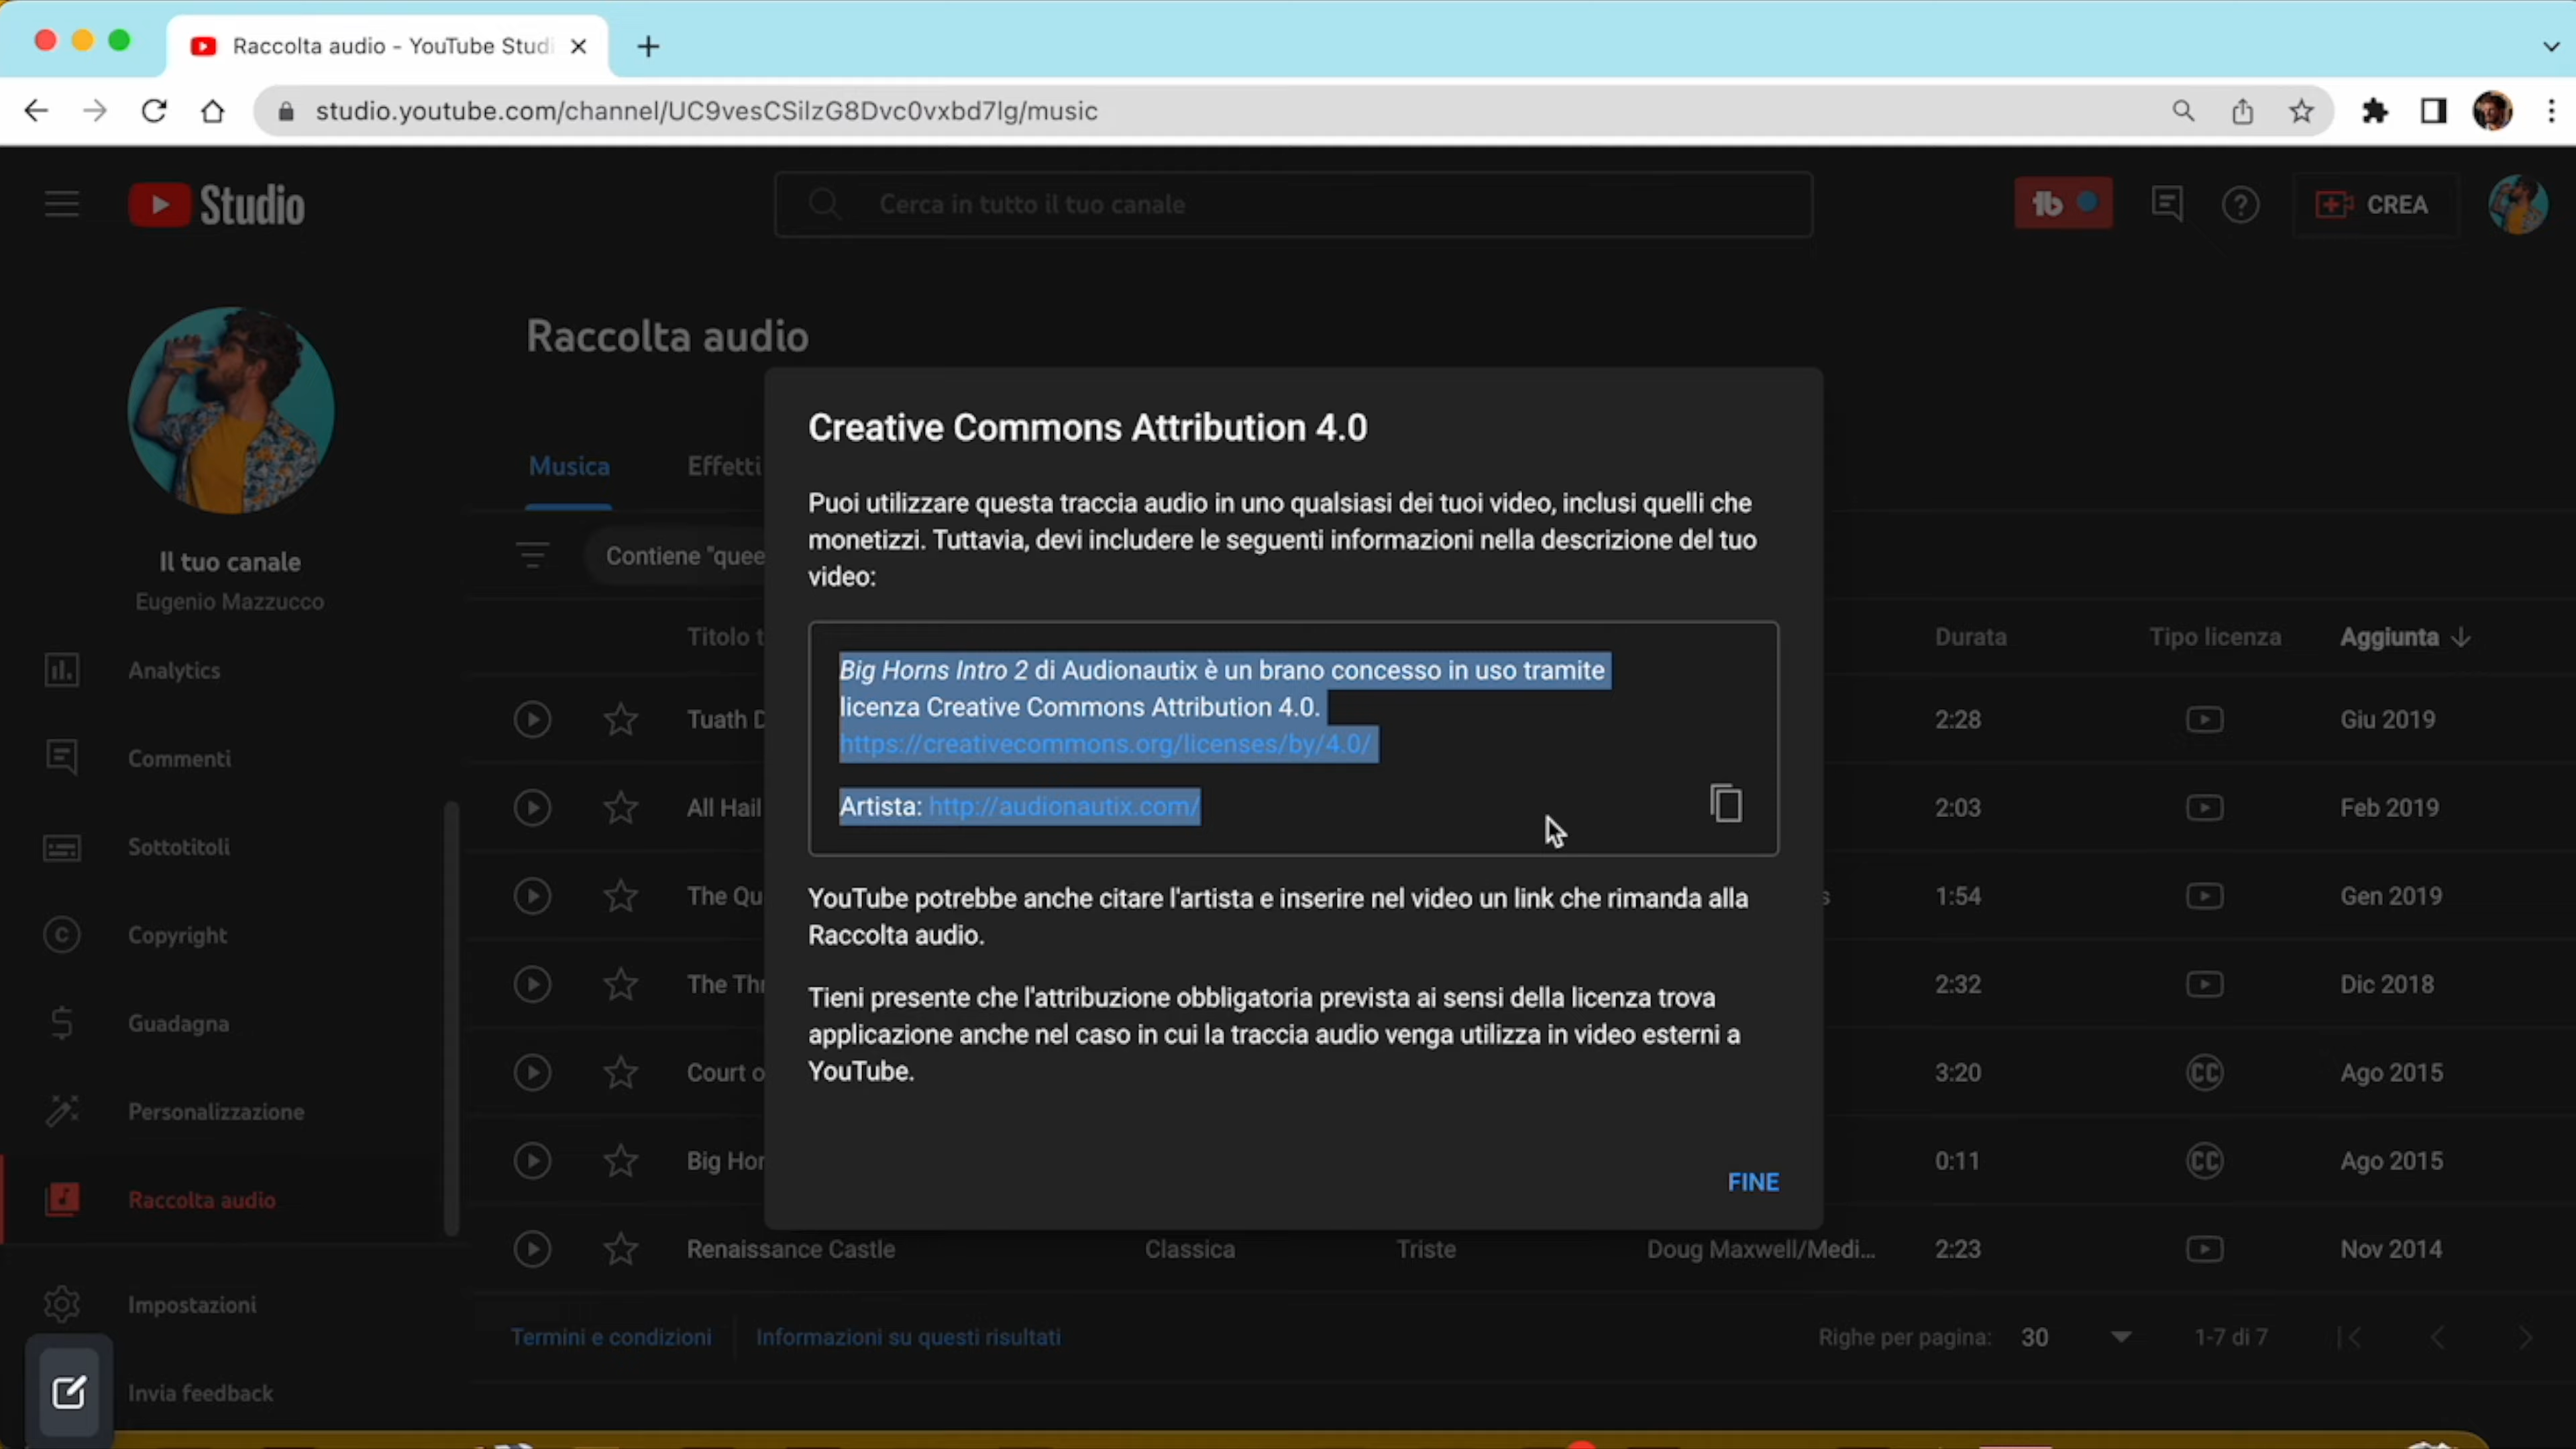 Raccolta audio - YouTube Studi
studio.youtube.com/channel/UC9vesCSilzG8Dvc0vxbd7lg/music
Studio
Cerca in tutto il tuo canale
CREA
Raccolta audio
Musica
Effetti
Il tuo canale
Eugenio Mazzucco
Contiene "quee
Titolo t
Durata
Tipo licenza
Aggiunta
Creative Commons Attribution 4.0
Puoi utilizzare questa traccia audio in uno qualsiasi dei tuoi video, inclusi quelli che
monetizzi. Tuttavia, devi includere le seguenti informazioni nella descrizione del tuo
video:
Big Horns Intro 2 di Audionautix è un brano concesso in uso tramite
licenza Creative Commons Attribution 4.0.
https://creativecommons.org/licenses/by/4.0/
Artista: http://audionautix.com/
YouTube potrebbe anche citare l'artista e inserire nel video un link che rimanda alla
Raccolta audio.
Tieni presente che l'attribuzione obbligatoria prevista ai sensi della licenza trova
applicazione anche nel caso in cui la traccia audio venga utilizza in video esterni a
YouTube.
FINE
Analytics
Commenti
Sottotitoli
Copyright
Guadagna
Personalizzazione
Raccolta audio
Impostazioni
Invia feedback
Tuath D
2:28
Giu 2019
All Hail
2:03
Feb 2019
The Qu
s
1:54
Gen 2019
The Thr
2:32
Dic 2018
Court o
3:20
CC
Ago 2015
Big Hor
0:11
CC
Ago 2015
Renaissance Castle
Classica
Triste
Doug Maxwell/Medi...
2:23
Nov 2014
Termini e condizioni
Informazioni su questi risultati
Righe per pagina:
30
1-7 di 7